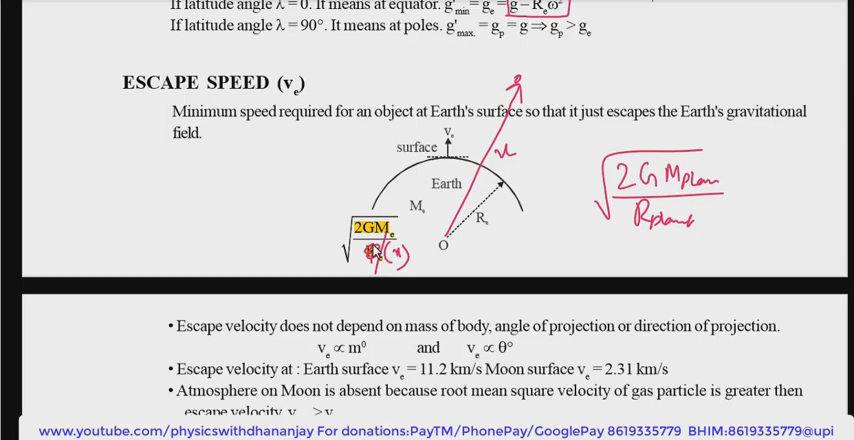 If latitude angle λ = 0. It means at equator. g'min = ge = g − Reω²
If latitude angle λ = 90°. It means at poles. g'max. = gp = g ⇒ gp > ge
ESCAPE SPEED (ve)
Minimum speed required for an object at Earth's surface so that it just escapes the Earth's gravitational
field.
ve
surface
r
Earth
Me
Re
O
√ 2GMe
(r)
√ 2GMplan
Rplant
• Escape velocity does not depend on mass of body, angle of projection or direction of projection.
ve ∝ m⁰ and ve ∝ θ°
• Escape velocity at : Earth surface ve = 11.2 km/s Moon surface ve = 2.31 km/s
• Atmosphere on Moon is absent because root mean square velocity of gas particle is greater then
escape velocity v > v
www.youtube.com/physicswithdhananjay For donations:PayTM/PhonePay/GooglePay 8619335779 BHIM:8619335779@upi